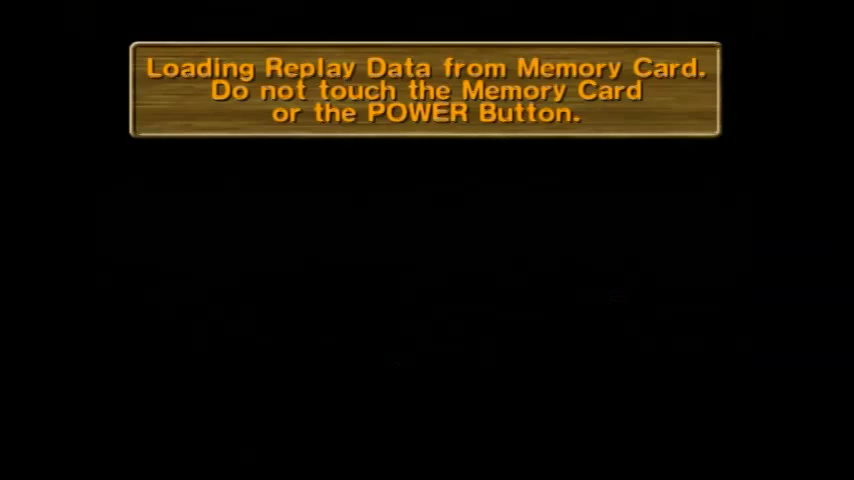 Loading Replay Data from Memory Card.
Do not touch the Memory Card
or the POWER Button.